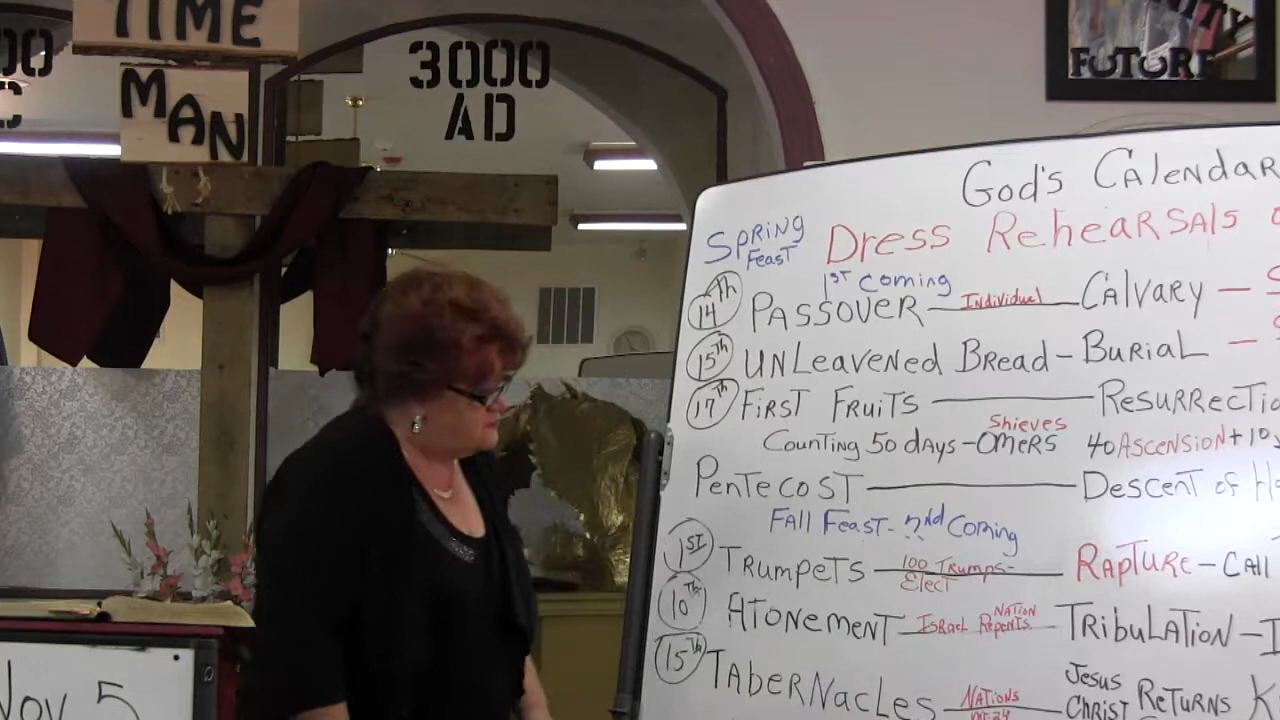 TIME
MAN
3000
AD
FUTURE
God's CALENDAR
Spring
Feast
Dress Rehearsals
1ST Coming
14Th PASSOVER - Individual - CALVARY -
15Th UNLeavened Bread - BURIAL -
17Th FIRST FRUITS - RESURRECTIO
Shieves
Counting 50 days - OMERS 40 ASCENSION + 10
PENTECOST - Descent of Ho
FALL Feast - 2nd Coming
1ST TRUMPETS - 100 TRUMPS - RAPTURE - CALL
Elect
NATION
10Th ATONEMENT - ISRAEL Repents - TRIBULATION -
15Th TABERNACLES - NATIONS - Jesus CHRIST RETURNS
MT-24
Nov 5